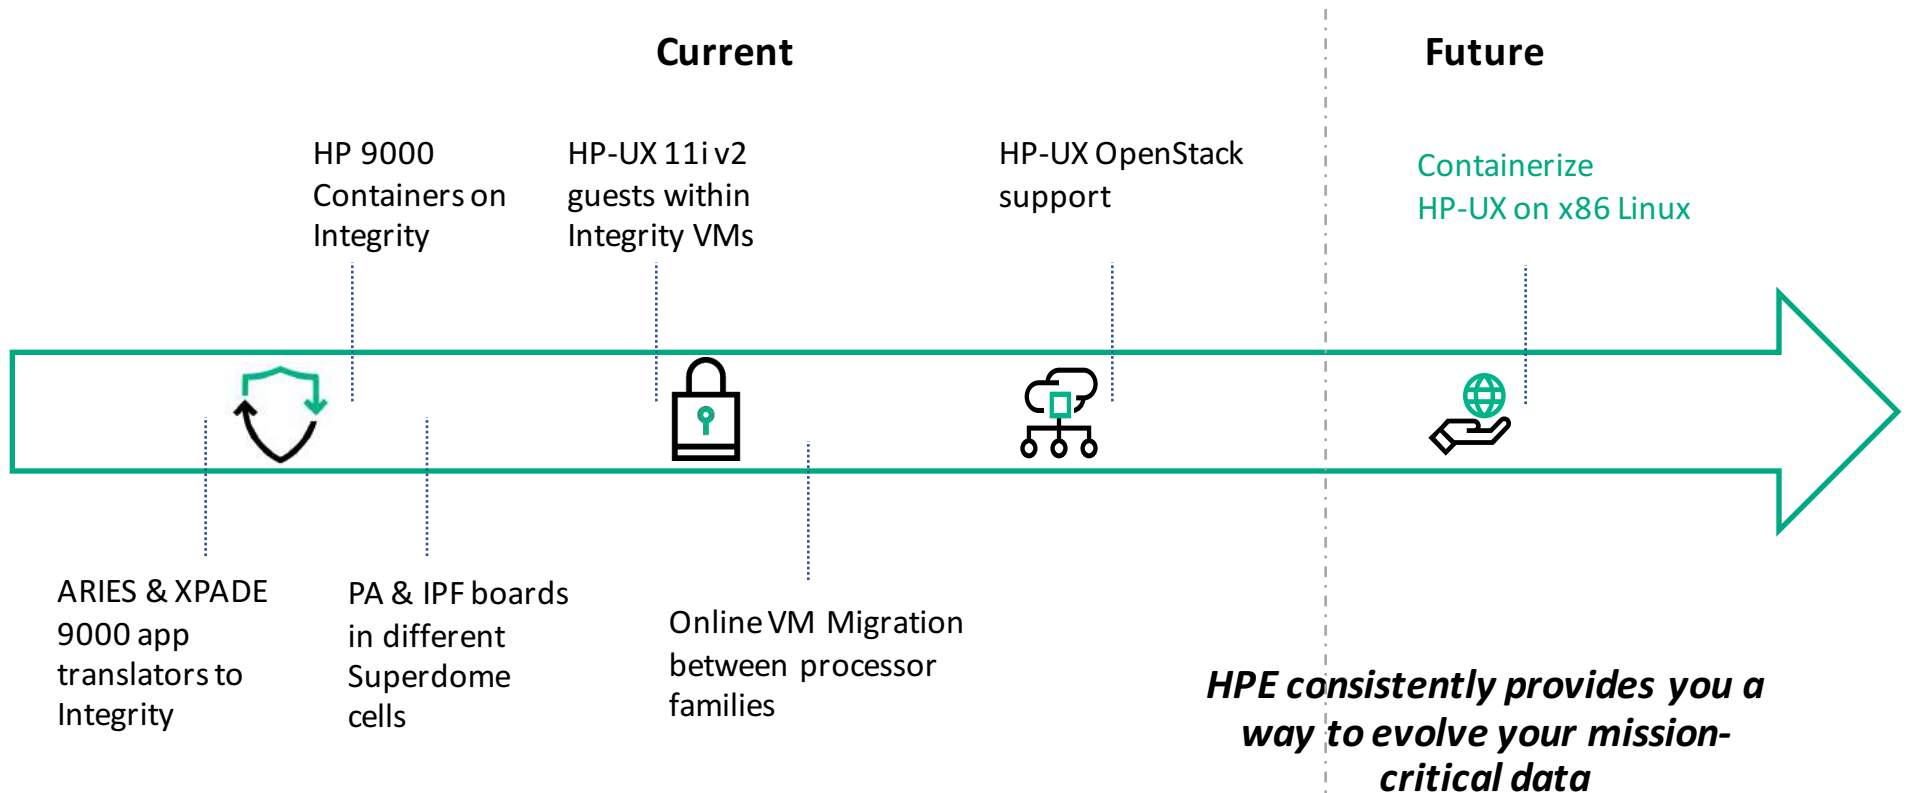 Current
Future
HP 9000
Containers on
Integrity
HP-UX 11i v2
guests within
Integrity VMs
HP-UX OpenStack
support
Containerize
HP-UX on x86 Linux
ARIES & XPADE
9000 app
translators to
Integrity
PA & IPF boards
in different
Superdome
cells
Online VM Migration
between processor
families
HPE consistently provides you a
way to evolve your mission-
critical data